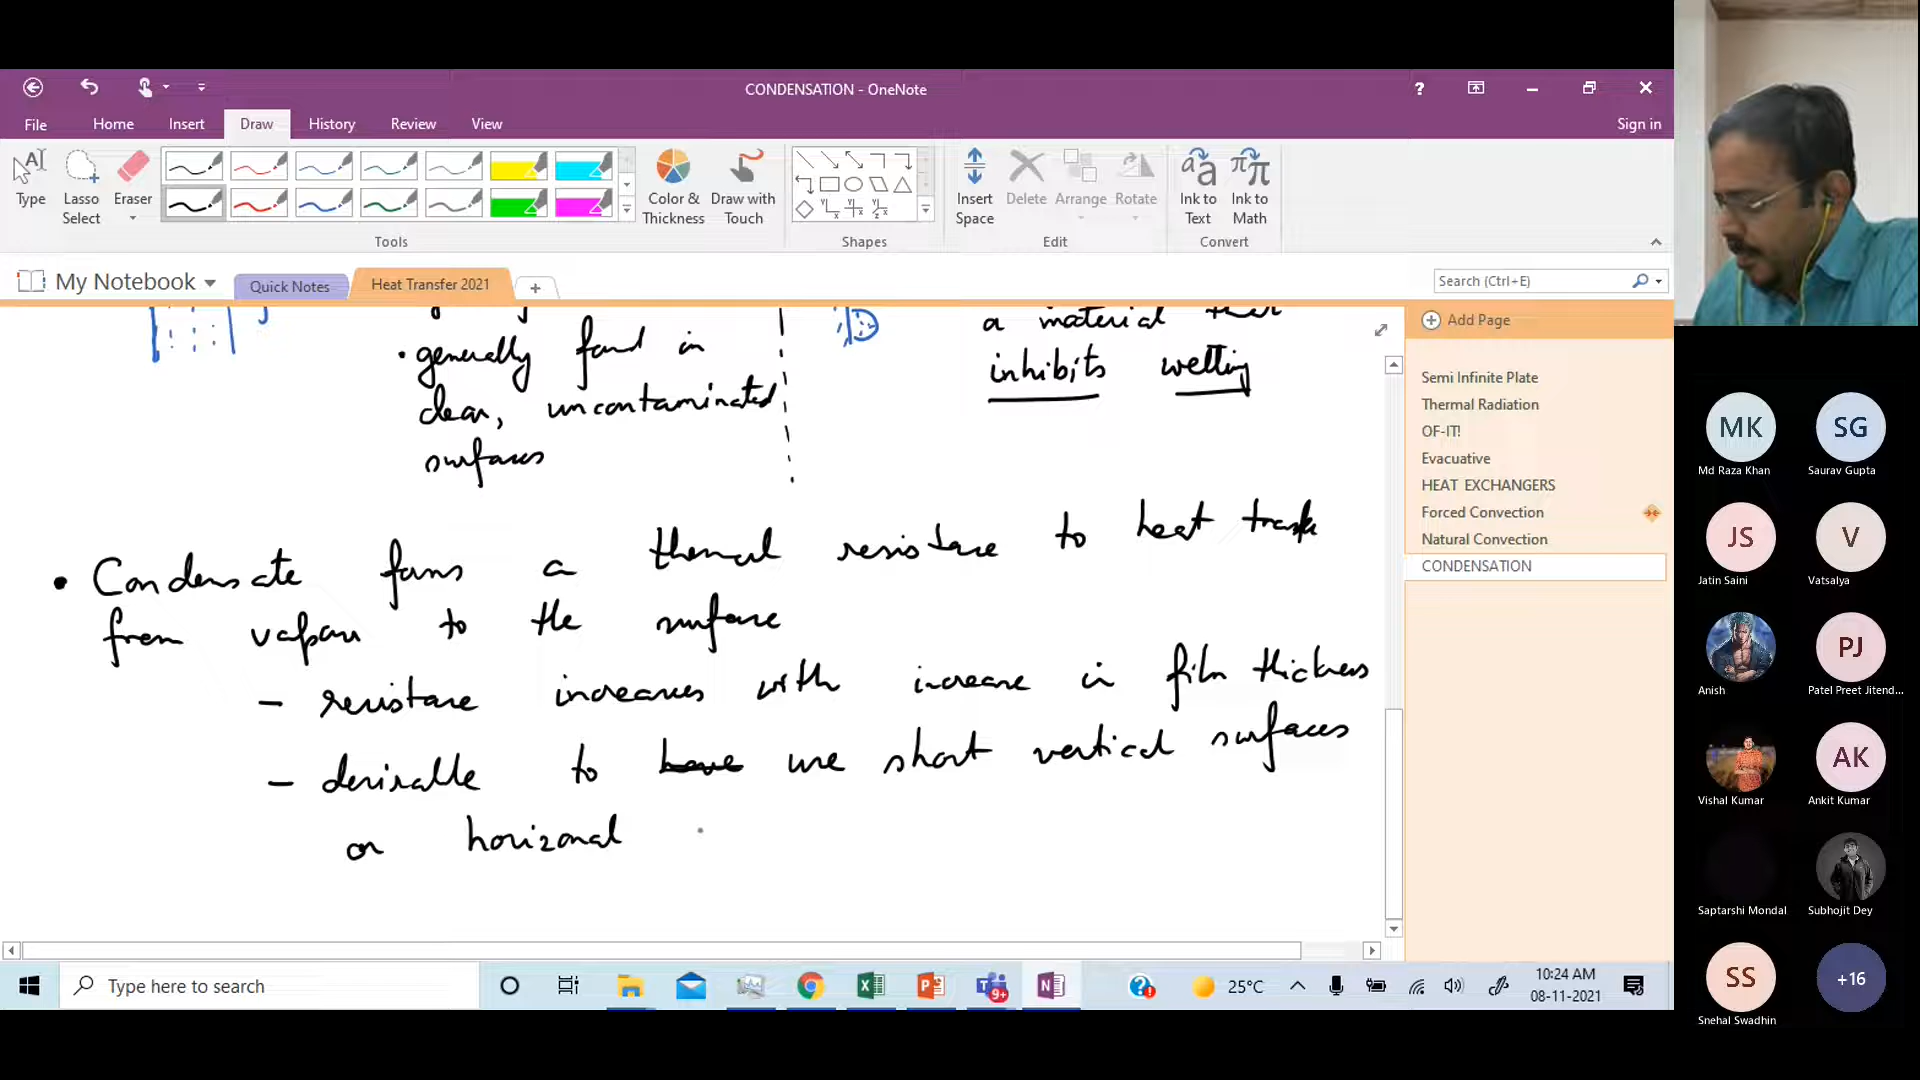 CONDENSATION - OneNote
?
File
Home
Insert
Draw
History
Review
View
Sign in
Type
Lasso Select
Eraser
Color & Thickness
Draw with Touch
Insert Space
Delete
Arrange
Rotate
Ink to Text
Ink to Math
Tools
Shapes
Edit
Convert
My Notebook
Quick Notes
Heat Transfer 2021
Search (Ctrl+E)
a material that
• generally found in
inhibits wetting
clean, uncontaminated
surfaces
• Condensate forms a thermal resistance to heat transfer
from vapour to the surface
- resistance increases with increase in film thickness
- desirable to have use short vertical surfaces
or horizonal
Add Page
Semi Infinite Plate
Thermal Radiation
OF-IT!
Evacuative
HEAT EXCHANGERS
Forced Convection
Natural Convection
CONDENSATION
MK
SG
Md Raza Khan
Saurav Gupta
JS
V
Jatin Saini
Vatsalya
PJ
Anish
Patel Preet Jitend...
AK
Vishal Kumar
Ankit Kumar
Saptarshi Mondal
Subhojit Dey
SS
+16
Snehal Swadhin
Type here to search
9+
25°C
10:24 AM
08-11-2021